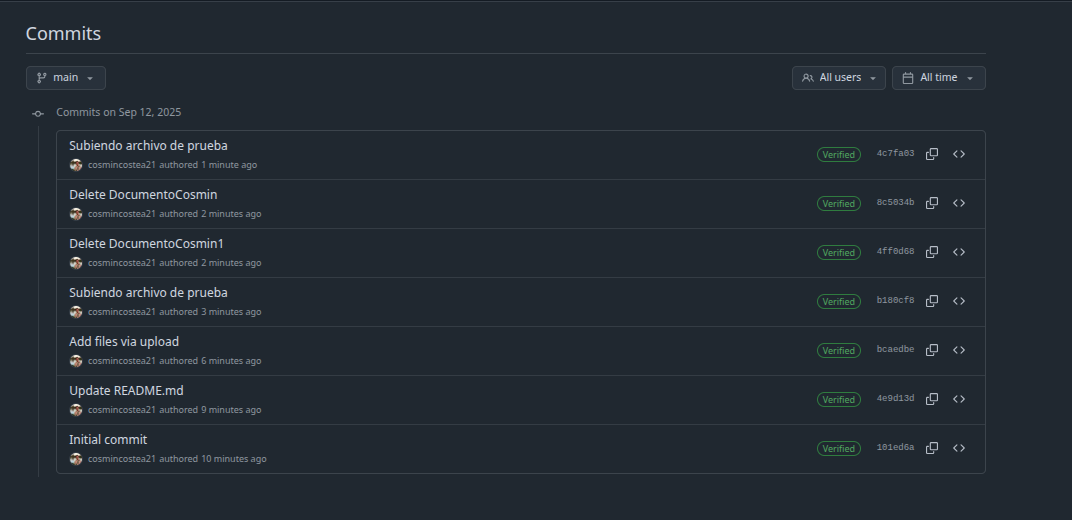 Commits
main
All users
All time
Commits on Sep 12, 2025
Subiendo archivo de prueba
cosmincostea21 authored 1 minute ago
Verified
4c7fa03
Delete DocumentoCosmin
cosmincostea21 authored 2 minutes ago
Verified
8c5034b
Delete DocumentoCosmin1
cosmincostea21 authored 2 minutes ago
Verified
4ff0d68
Subiendo archivo de prueba
cosmincostea21 authored 3 minutes ago
Verified
b180cf8
Add files via upload
cosmincostea21 authored 6 minutes ago
Verified
bcaedbe
Update README.md
cosmincostea21 authored 9 minutes ago
Verified
4e9d13d
Initial commit
cosmincostea21 authored 10 minutes ago
Verified
101ed6a